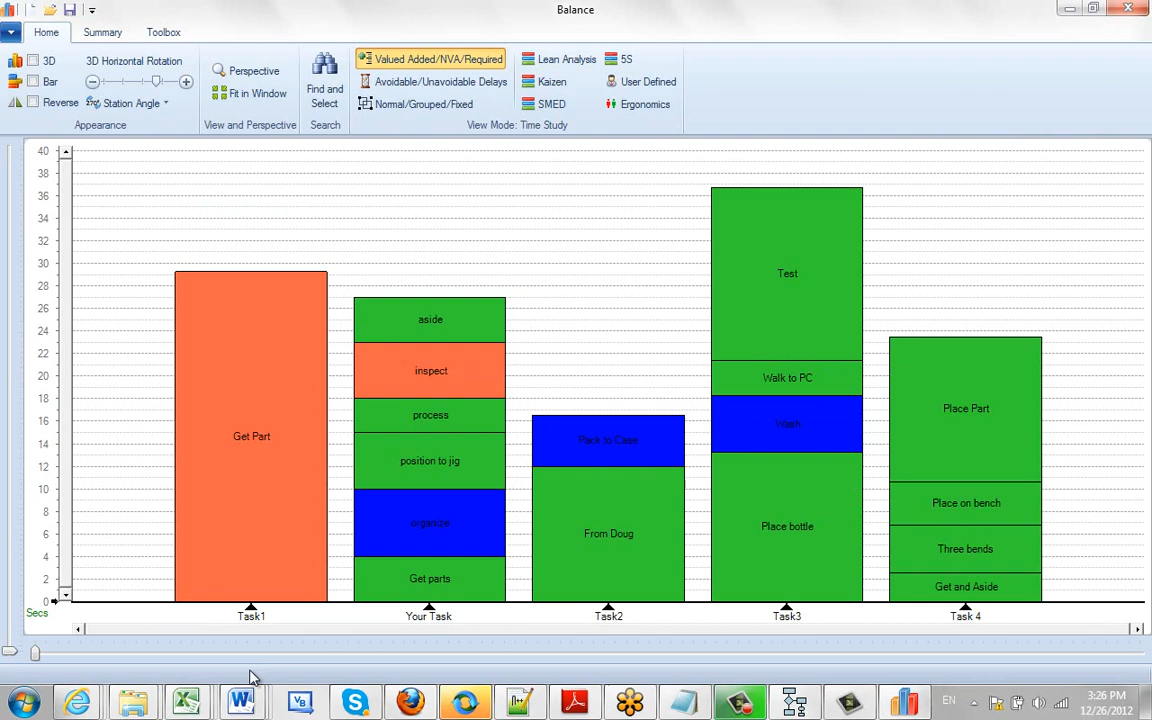 Balance
Home Summary Toolbox
3D
Bar
Reverse
3D Horizontal Rotation
Station Angle
Appearance
Perspective
Fit in Window
View and Perspective
Find and
Select
Search
Valued Added/NVA/Required
Avoidable/Unavoidable Delays
Normal/Grouped/Fixed
Lean Analysis
Kaizen
SMED
5S
User Defined
Ergonomics
View Mode: Time Study
40
38
36
34
32
30
28
26
24
22
20
18
16
14
12
10
8
6
4
2
0
Secs
Get Part
aside
inspect
process
position to jig
organize
Get parts
Pack to Case
From Doug
Test
Walk to PC
Wash
Place bottle
Place Part
Place on bench
Three bends
Get and Aside
Task1 Your Task Task2 Task3 Task 4
EN
3:26 PM
12/26/2012